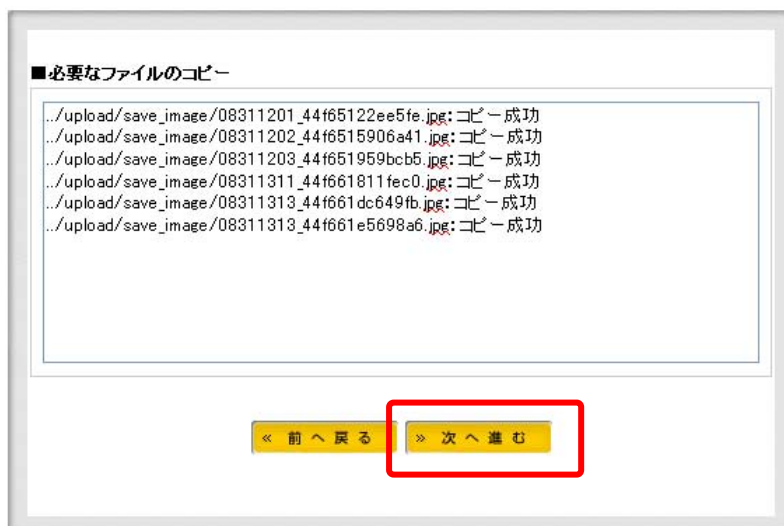 ■必要なファイルのコピー
../upload/save_image/08311201_44f65122ee5fe.jpg:コピー成功
../upload/save_image/08311202_44f6515906a41.jpg:コピー成功
../upload/save_image/08311203_44f651959bcb5.jpg:コピー成功
../upload/save_image/08311311_44f661811fec0.jpg:コピー成功
../upload/save_image/08311313_44f661dc649fb.jpg:コピー成功
../upload/save_image/08311313_44f661e5698a6.jpg:コピー成功
« 前へ戻る » 次へ進む